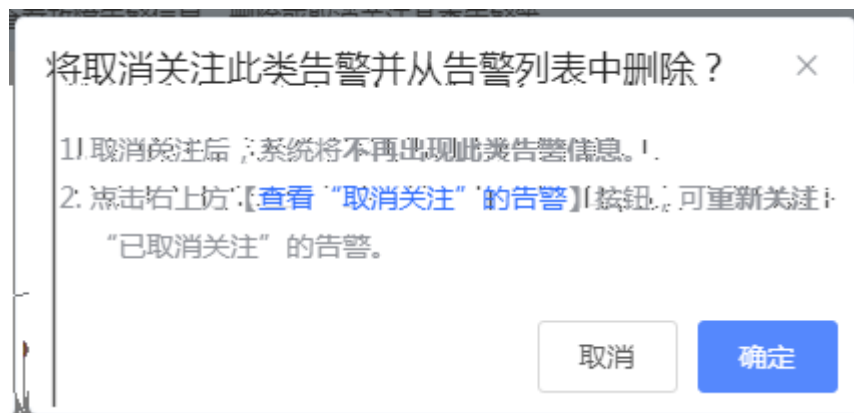 将取消关注此类告警并从告警列表中删除？
1. 取消关注后，系统将不再出现此类告警信息。
2. 点击右上方【查看“取消关注”的告警】按钮，可重新关注
“已取消关注”的告警。
取消
确定